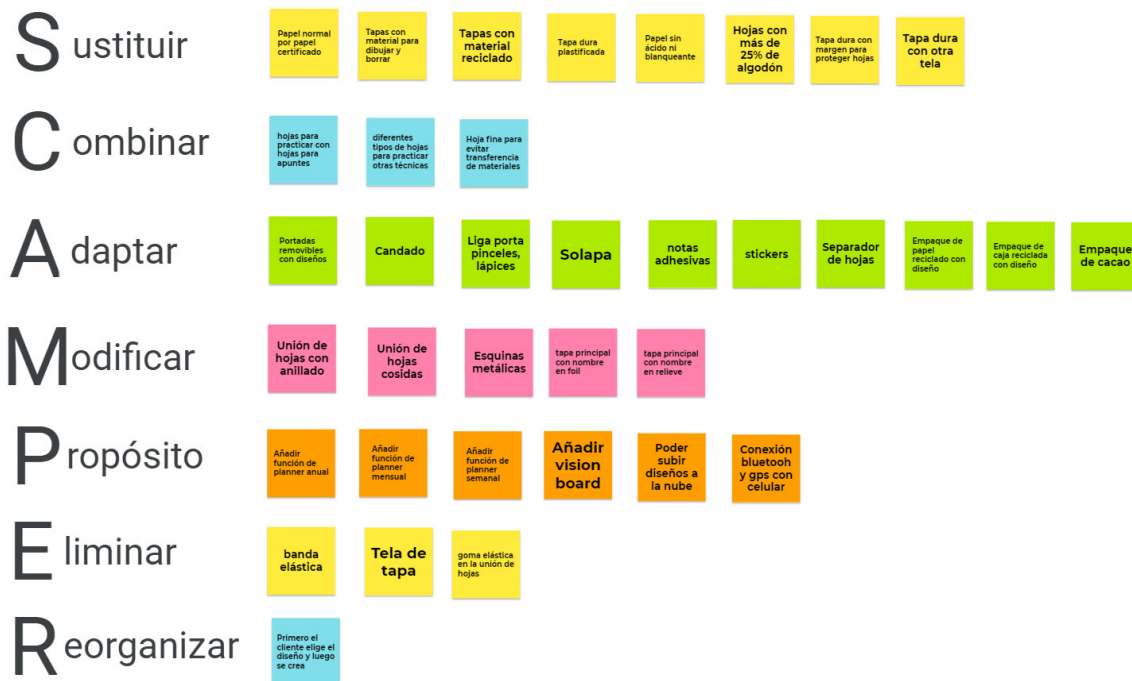 Sustituir
Papel normal
por papel
certificado
Tapas con
material para
dibujar y
borrar
Tapas con
material
reciclado
Tapa dura
plastificada
Papel sin
ácido ni
blanqueante
Hojas con
más de
25% de
algodón
Tapa dura con
margen para
proteger hojas
Tapa dura
con otra
tela
Combinar
hojas para
practicar con
hojas para
apuntes
diferentes
tipos de hojas
para practicar
otras técnicas
Hoja fina para
evitar
transferencia
de materiales
Adaptar
Portadas
removibles
con diseños
Candado
Liga porta
pinceles,
lápices
Solapa
notas
adhesivas
stickers
Separador
de hojas
Empaque de
papel
reciclado con
diseño
Empaque de
caja reciclada
con diseño
Empaque
de cacao
Modificar
Unión de
hojas con
anillado
Unión de
hojas
cosidas
Esquinas
metálicas
tapa principal
con nombre
en foil
tapa principal
con nombre
en relieve
Propósito
Añadir
función de
planner anual
Añadir
función de
planner
mensual
Añadir
función de
planner
semanal
Añadir
vision
board
Poder
subir
diseños a
la nube
Conexión
bluetooh
y gps con
celular
Eliminar
banda
elástica
Tela de
tapa
goma elástica
en la unión de
hojas
Reorganizar
Primero el
cliente elige el
diseño y luego
se crea